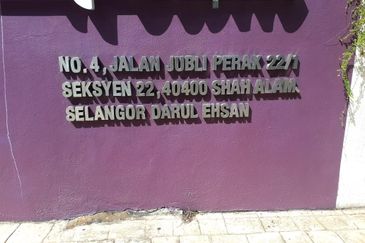 NO. 4, JALAN JUBLI PERAK 22/1
SEKSYEN 22, 40400 SHAH ALAM.
SELANGOR DARUL EHSAN